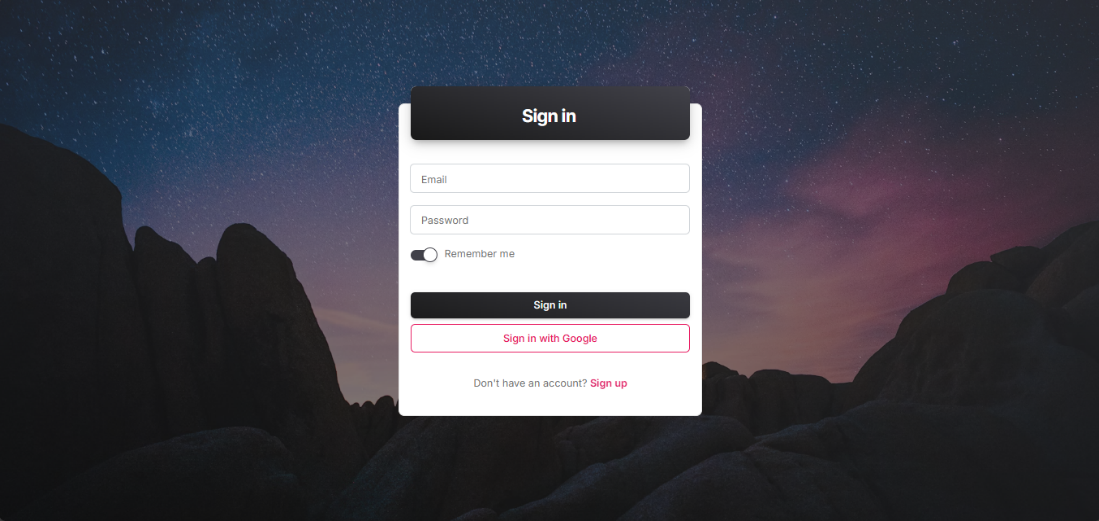 Sign in
Email
Password
Remember me
Sign in
Sign in with Google
Don't have an account? Sign up